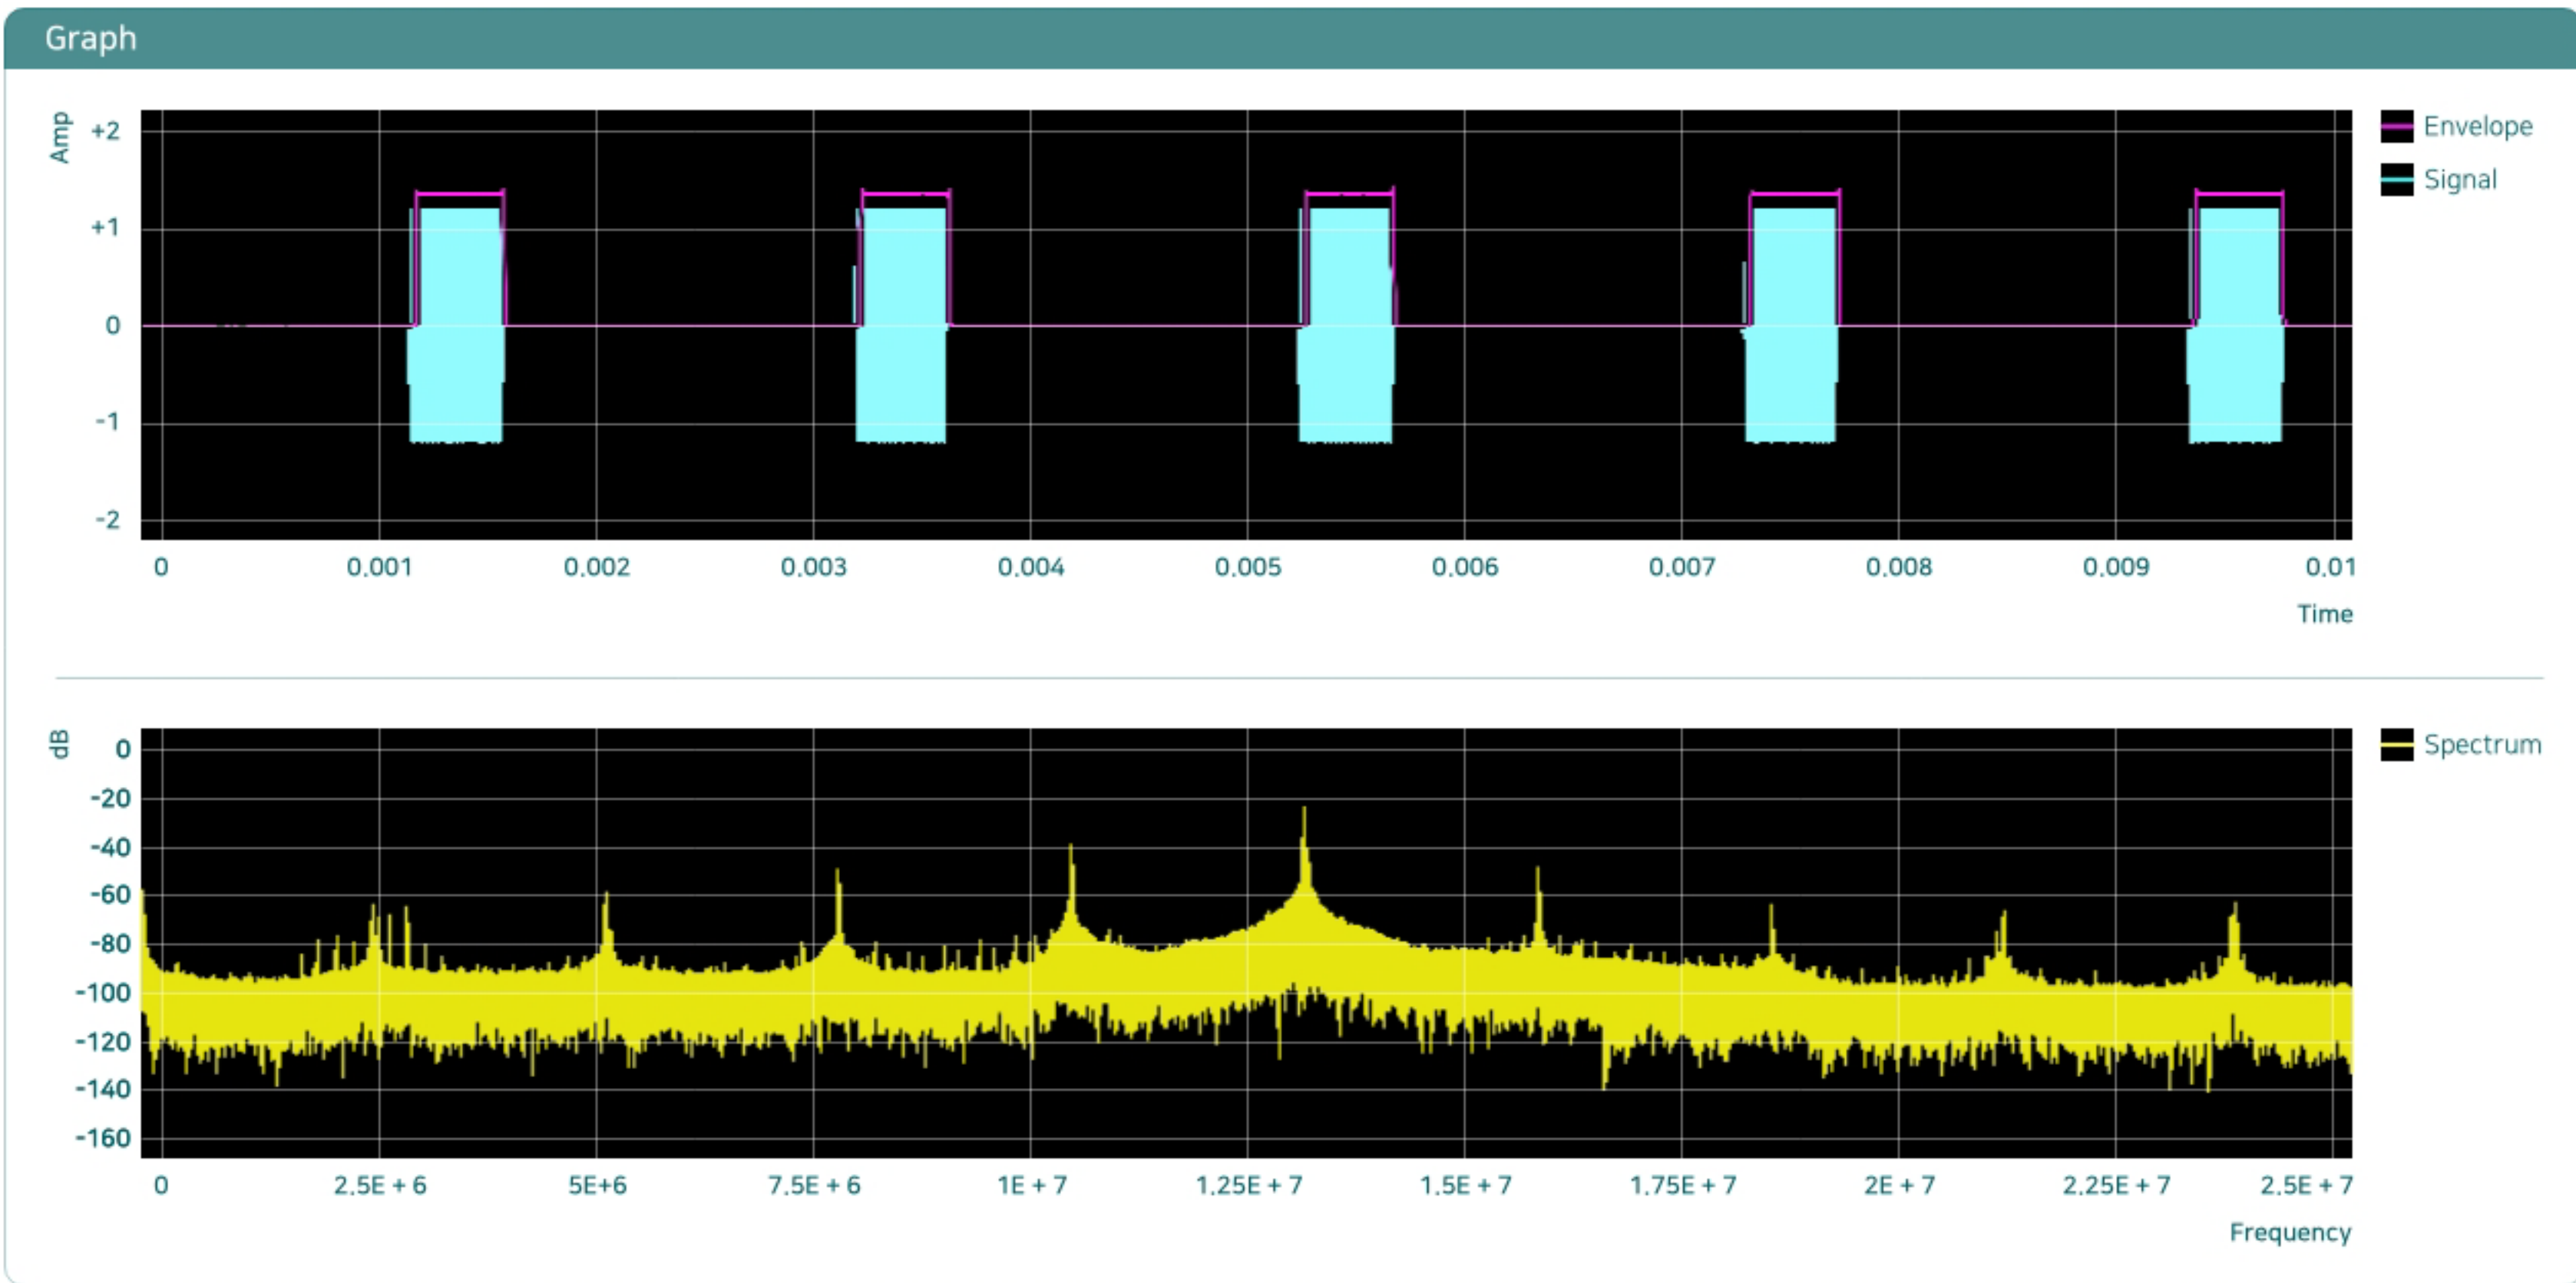 Graph
Amp
+2
+1
0
-1
-2
0 0.001 0.002 0.003 0.004 0.005 0.006 0.007 0.008 0.009 0.01
Time
Envelope
Signal
dB
0
-20
-40
-60
-80
-100
-120
-140
-160
0 2.5E + 6 5E+6 7.5E + 6 1E + 7 1.25E + 7 1.5E + 7 1.75E + 7 2E + 7 2.25E + 7 2.5E + 7
Frequency
Spectrum